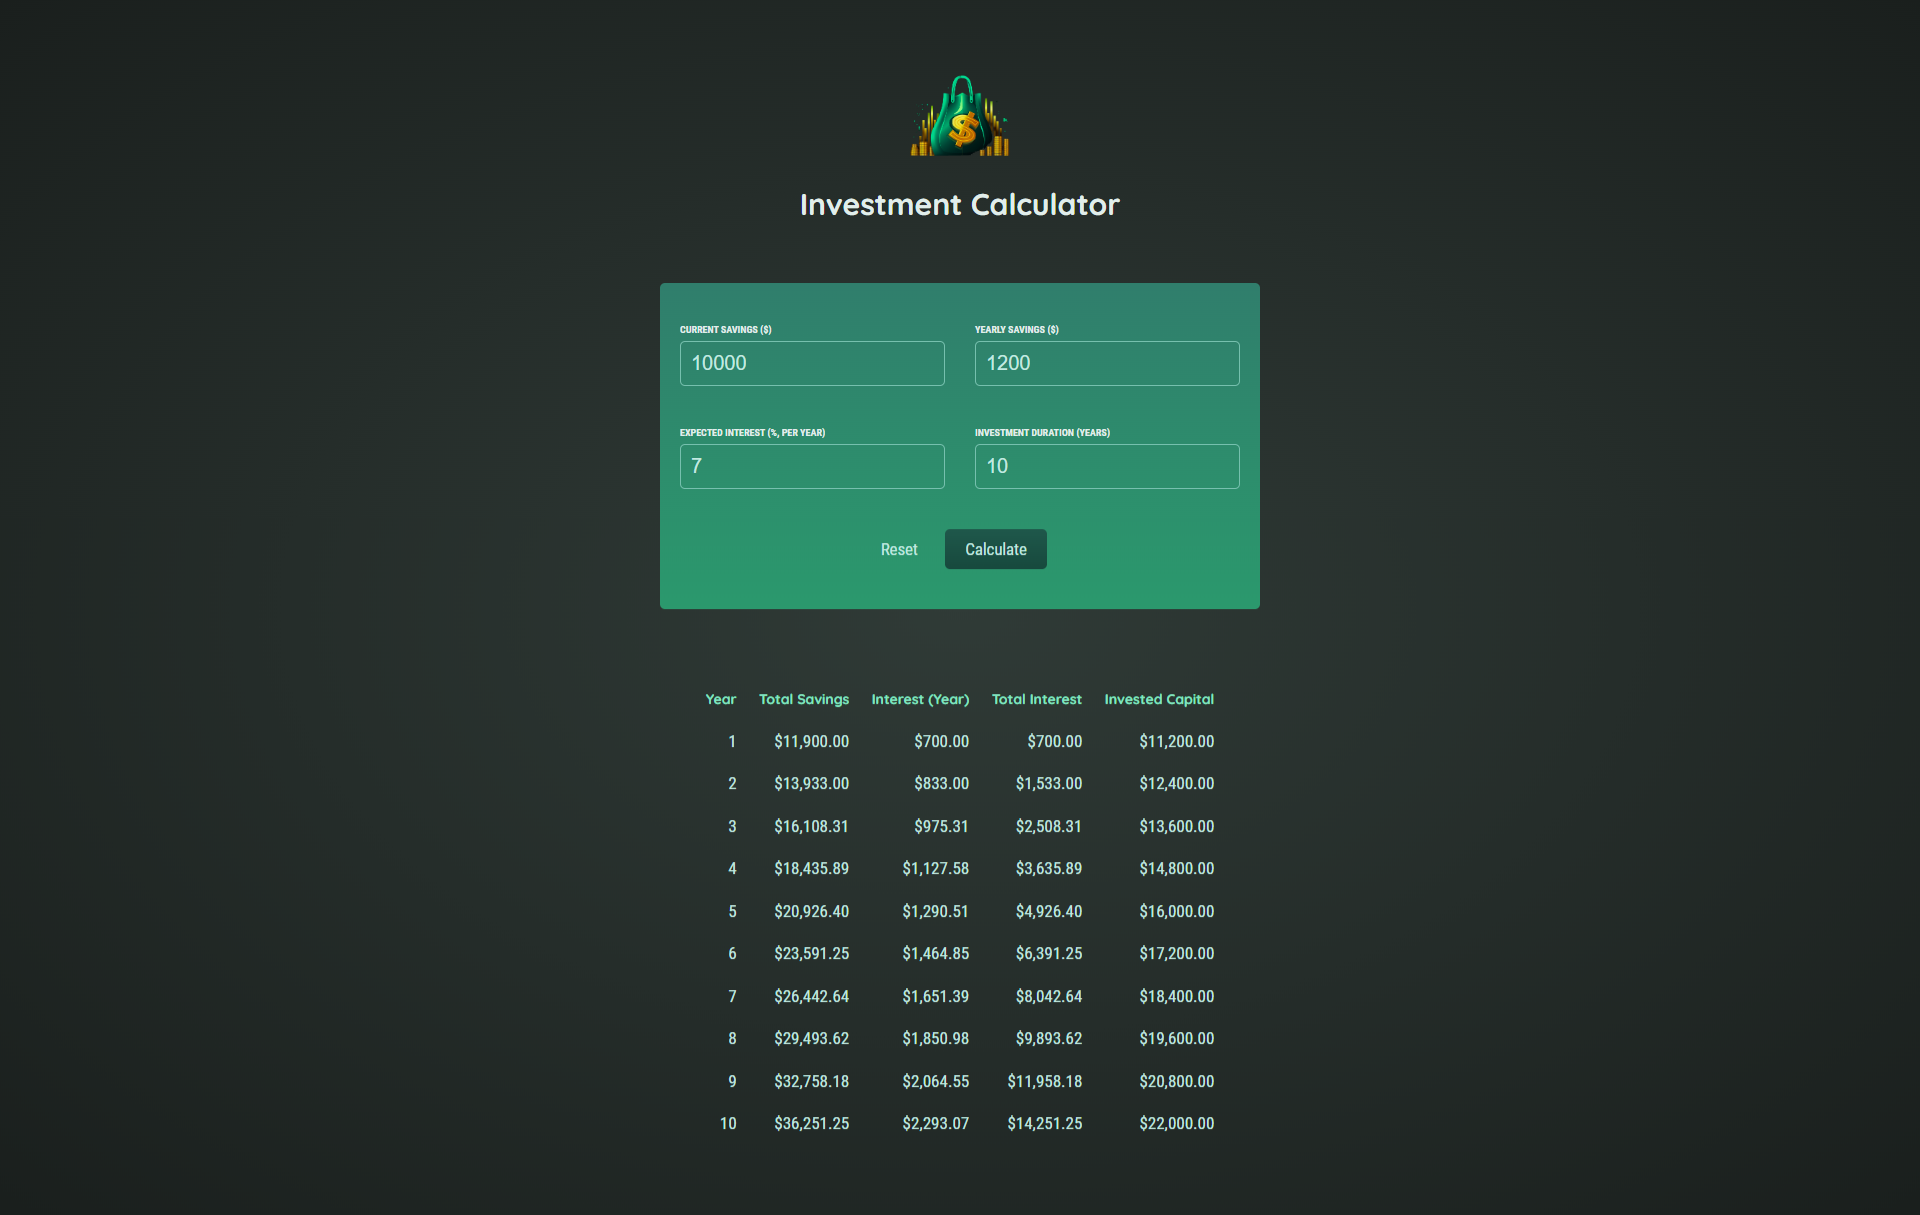 $
Investment Calculator
CURRENT SAVINGS ($) YEARLY SAVINGS ($)
10000 1200
EXPECTED INTEREST (%, PER YEAR) INVESTMENT DURATION (YEARS)
7 10
Reset Calculate
Year Total Savings Interest (Year) Total Interest Invested Capital
1 $11,900.00 $700.00 $700.00 $11,200.00
2 $13,933.00 $833.00 $1,533.00 $12,400.00
3 $16,108.31 $975.31 $2,508.31 $13,600.00
4 $18,435.89 $1,127.58 $3,635.89 $14,800.00
5 $20,926.40 $1,290.51 $4,926.40 $16,000.00
6 $23,591.25 $1,464.85 $6,391.25 $17,200.00
7 $26,442.64 $1,651.39 $8,042.64 $18,400.00
8 $29,493.62 $1,850.98 $9,893.62 $19,600.00
9 $32,758.18 $2,064.55 $11,958.18 $20,800.00
10 $36,251.25 $2,293.07 $14,251.25 $22,000.00